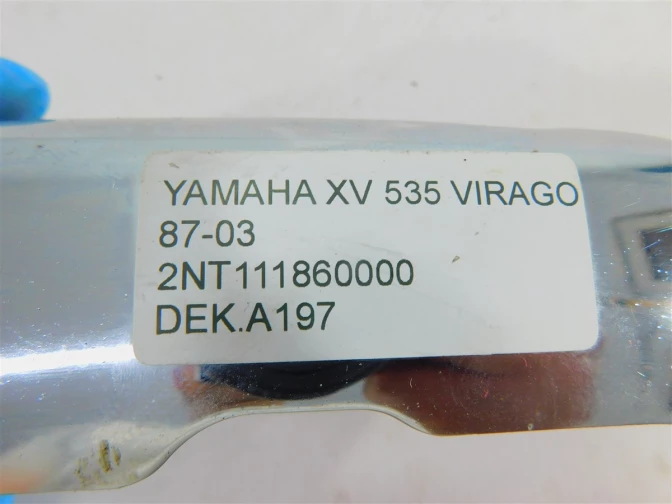 YAMAHA XV 535 VIRAGO
87-03
2NT111860000
DEK.A197